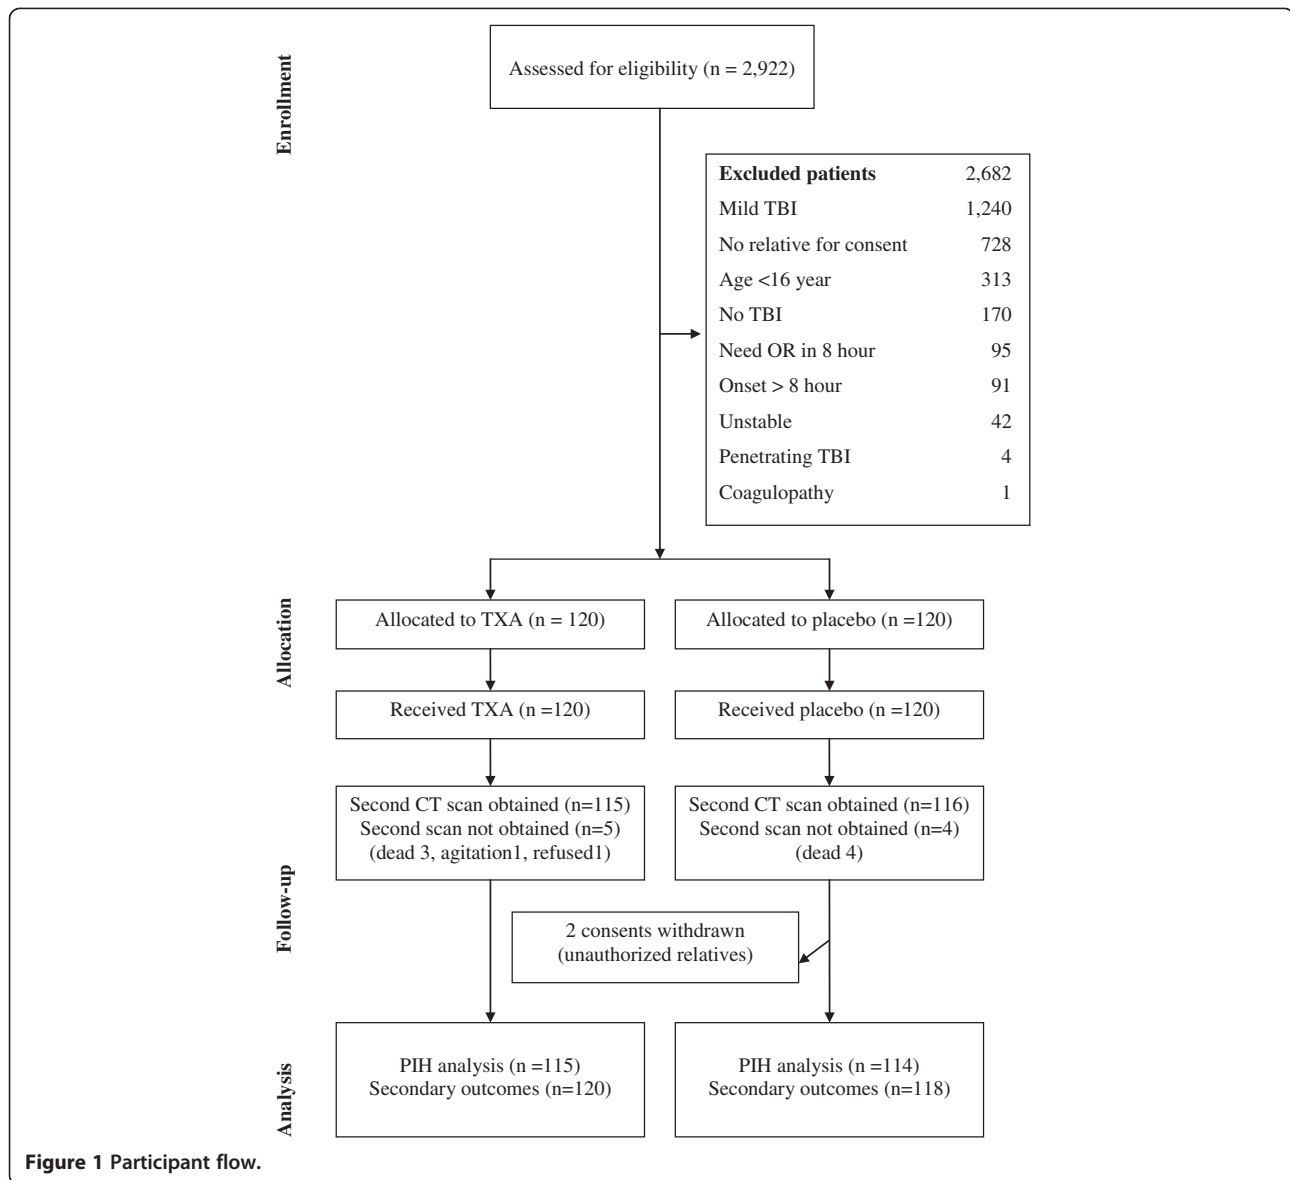 Enrollment
Assessed for eligibility (n = 2,922)
Excluded patients 2,682
Mild TBI 1,240
No relative for consent 728
Age <16 year 313
No TBI 170
Need OR in 8 hour 95
Onset > 8 hour 91
Unstable 42
Penetrating TBI 4
Coagulopathy 1
Allocation
Allocated to TXA (n = 120)
Allocated to placebo (n =120)
Received TXA (n =120)
Received placebo (n =120)
Follow-up
Second CT scan obtained (n=115)
Second scan not obtained (n=5)
(dead 3, agitation1, refused1)
Second CT scan obtained (n=116)
Second scan not obtained (n=4)
(dead 4)
2 consents withdrawn
(unauthorized relatives)
Analysis
PIH analysis (n =115)
Secondary outcomes (n=120)
PIH analysis (n =114)
Secondary outcomes (n=118)
Figure 1 Participant flow.